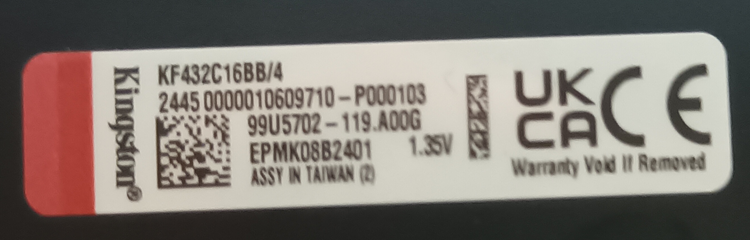 Kingston®
KF432C16BB/4
2445 0000010609710-P000103
99U5702-119.A00G
EPMK08B2401 1.35V
ASSY IN TAIWAN (2)
UK
CA
CE
Warranty Void If Removed